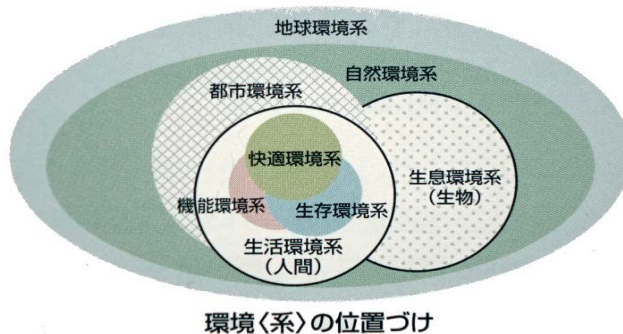 地球環境系
自然環境系
都市環境系
快適環境系
生息環境系
(生物)
機能環境系
生存環境系
生活環境系
(人間)
環境〈系〉の位置づけ